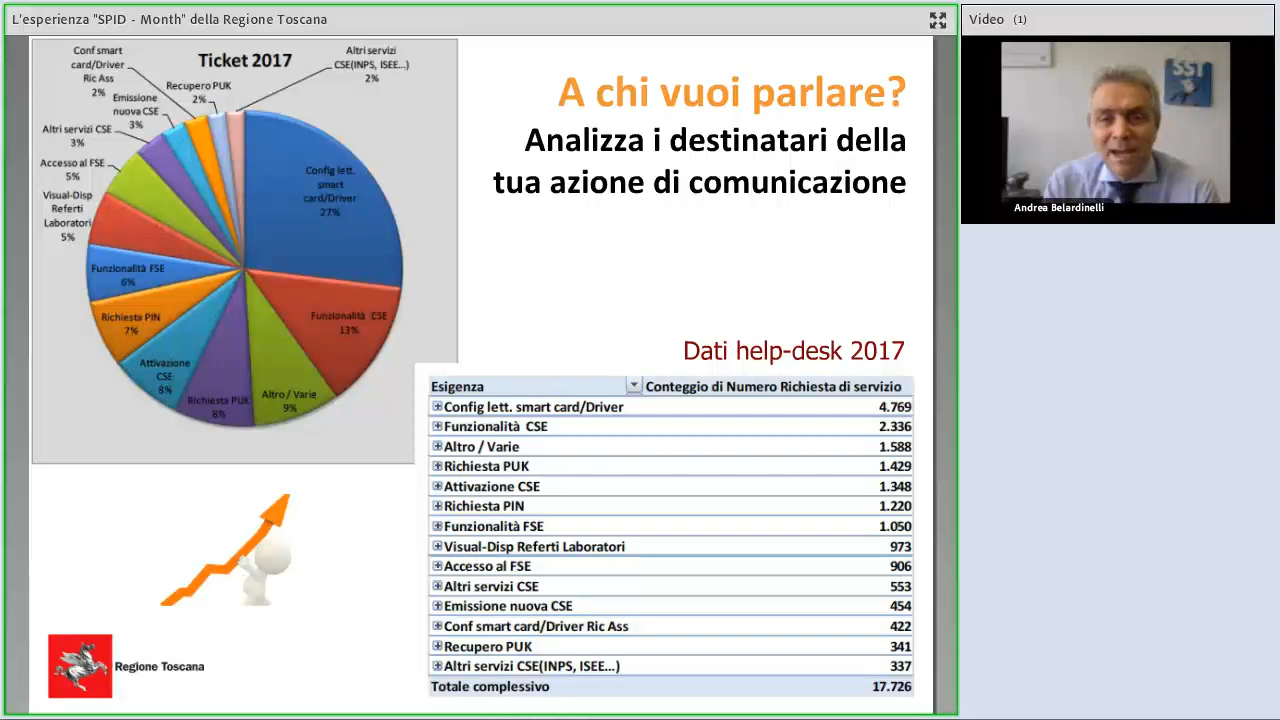 L'esperienza "SPID - Month" della Regione Toscana
Video (1)
Ticket 2017
Conf smart
card/Driver
Ric Ass
2%
Altri servizi
CSE(INPS, ISEE...)
2%
Recupero PUK
2%
Emissione
nuova CSE
3%
Altri servizi CSE
3%
Accesso al FSE
5%
Visual-Disp
Referti
Laboratori
5%
Funzionalità FSE
6%
Richiesta PIN
7%
Attivazione
CSE
8%
Richiesta PUK
8%
Altro / Varie
9%
Funzionalità CSE
13%
Config lett.
smart
card/Driver
27%
A chi vuoi parlare?
Analizza i destinatari della
tua azione di comunicazione
SST
Andrea Belardinelli
Dati help-desk 2017
Esigenza Conteggio di Numero Richiesta di servizio
Config lett. smart card/Driver 4.769
Funzionalità CSE 2.336
Altro / Varie 1.588
Richiesta PUK 1.429
Attivazione CSE 1.348
Richiesta PIN 1.220
Funzionalità FSE 1.050
Visual-Disp Referti Laboratori 973
Accesso al FSE 906
Altri servizi CSE 553
Emissione nuova CSE 454
Conf smart card/Driver Ric Ass 422
Recupero PUK 341
Altri servizi CSE(INPS, ISEE...) 337
Totale complessivo 17.726
Regione Toscana